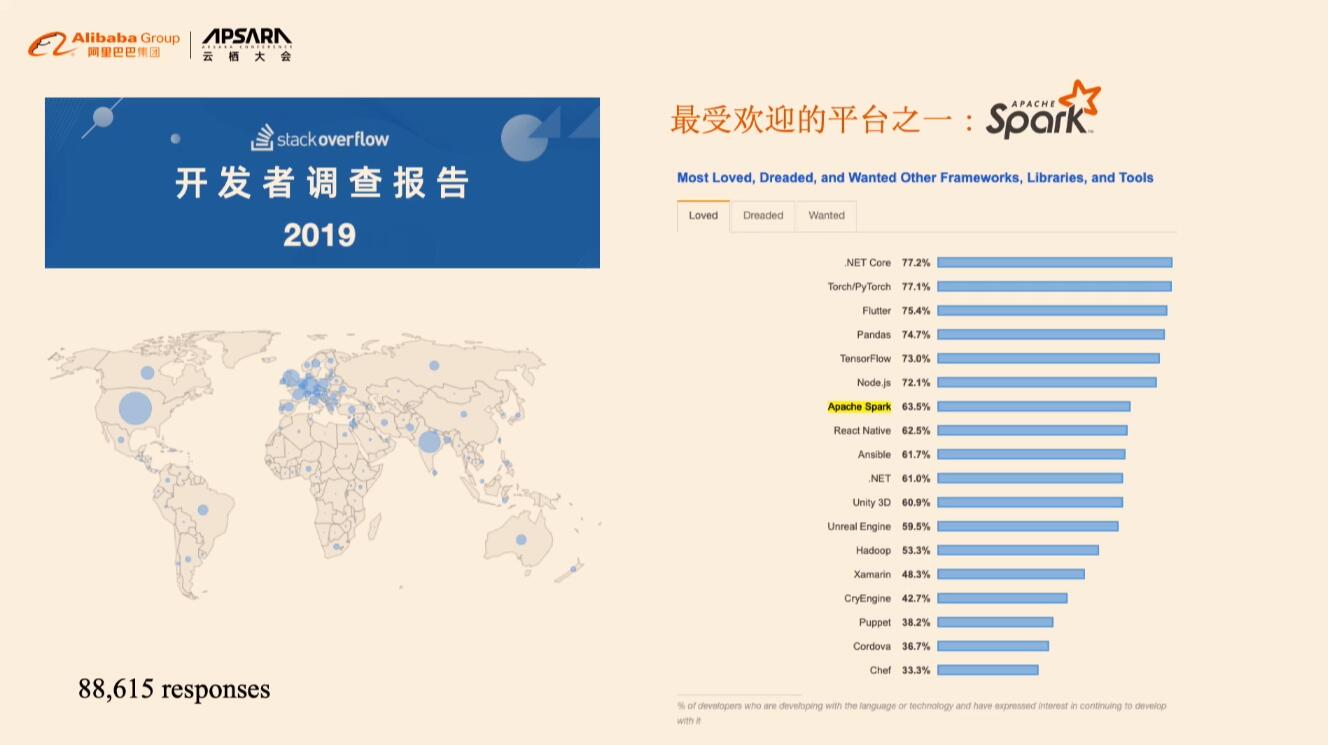 Alibaba Group
阿里巴巴集团
APSARA
APSARA CONFERENCE
云栖大会
stackoverflow
开发者调查报告
2019
88,615 responses
最受欢迎的平台之一：
APACHE
Spark™
Most Loved, Dreaded, and Wanted Other Frameworks, Libraries, and Tools
Loved Dreaded Wanted
.NET Core 77.2%
Torch/PyTorch 77.1%
Flutter 75.4%
Pandas 74.7%
TensorFlow 73.0%
Node.js 72.1%
Apache Spark 63.5%
React Native 62.5%
Ansible 61.7%
.NET 61.0%
Unity 3D 60.9%
Unreal Engine 59.5%
Hadoop 53.3%
Xamarin 48.3%
CryEngine 42.7%
Puppet 38.2%
Cordova 36.7%
Chef 33.3%
% of developers who are developing with the language or technology and have expressed interest in continuing to develop
with it